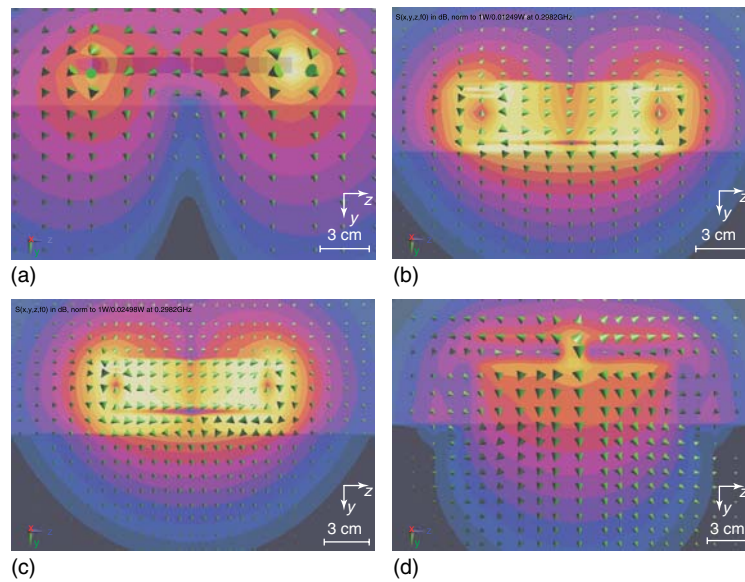 z
y
3 cm
(a)
S(x,y,z,f0) in dB, norm to 1W/0.01249W at 0.2982GHz
z
y
3 cm
(b)
S(x,y,z,f0) in dB, norm to 1W/0.02498W at 0.2982GHz
z
y
3 cm
(c)
z
y
3 cm
(d)